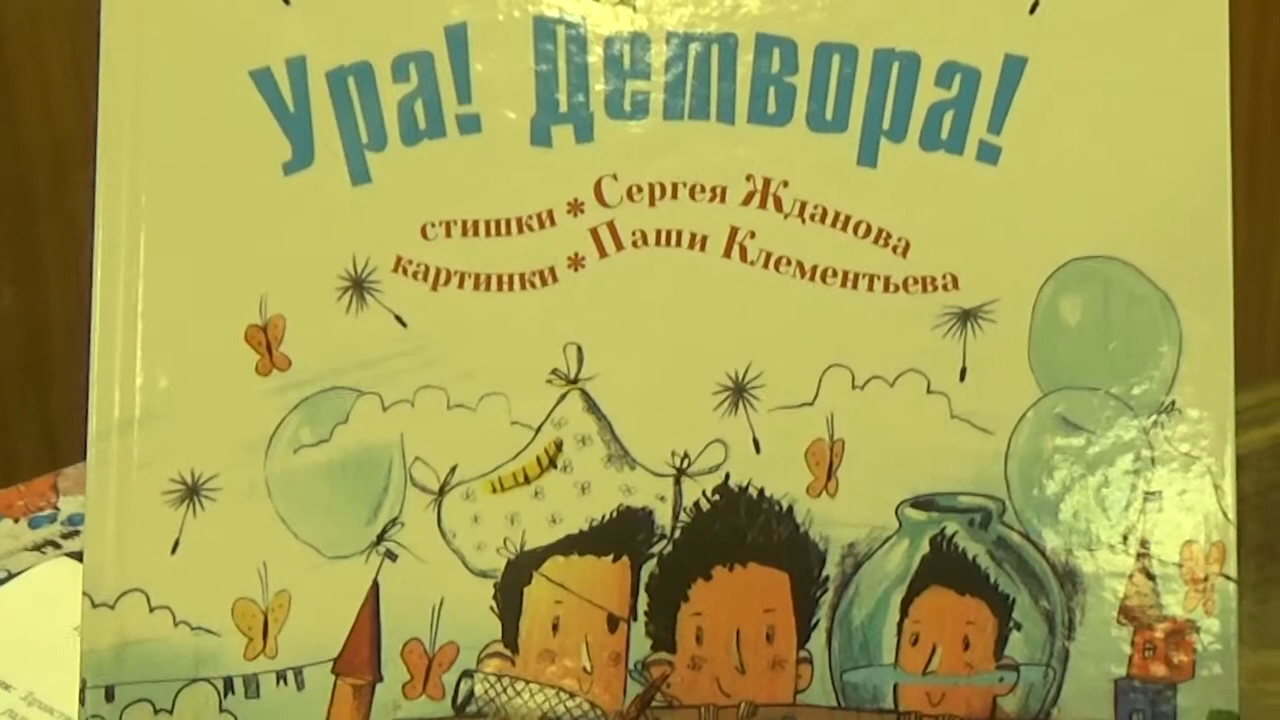 Ура! Детвора!
стишки * Сергея Жданова
картинки * Паши Клементьева